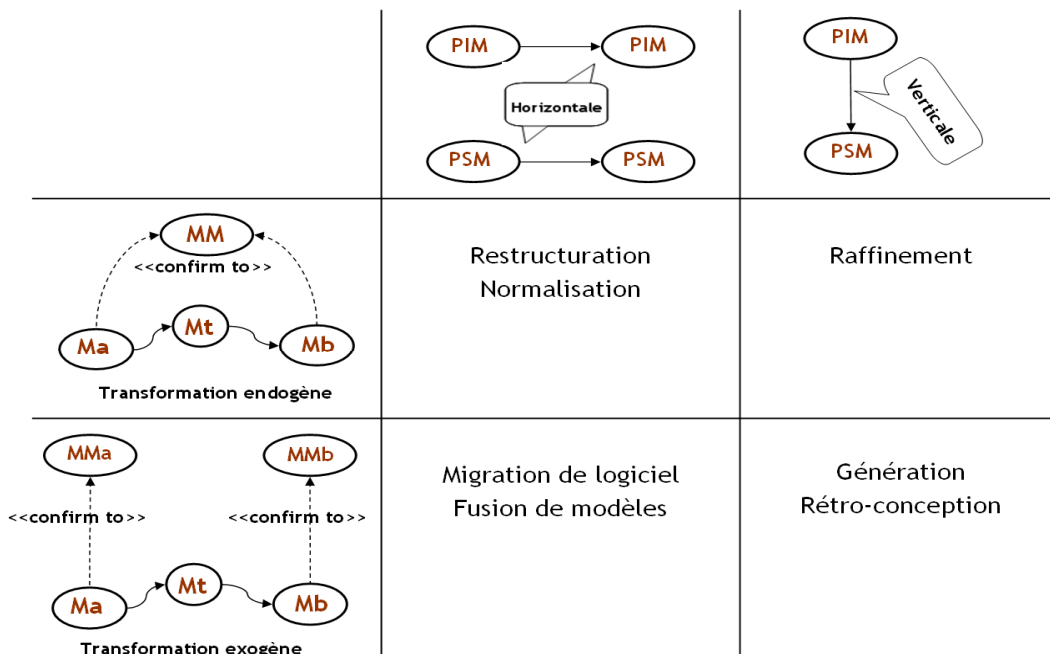 PIM
PIM
Horizontale
PSM
PSM
PIM
Verticale
PSM
MM
<<confirm to>>
Mt
Ma
Mb
Transformation endogène
Restructuration
Normalisation
Raffinement
MMa
MMb
<<confirm to>>
<<confirm to>>
Mt
Ma
Mb
Transformation exogène
Migration de logiciel
Fusion de modèles
Génération
Rétro-conception